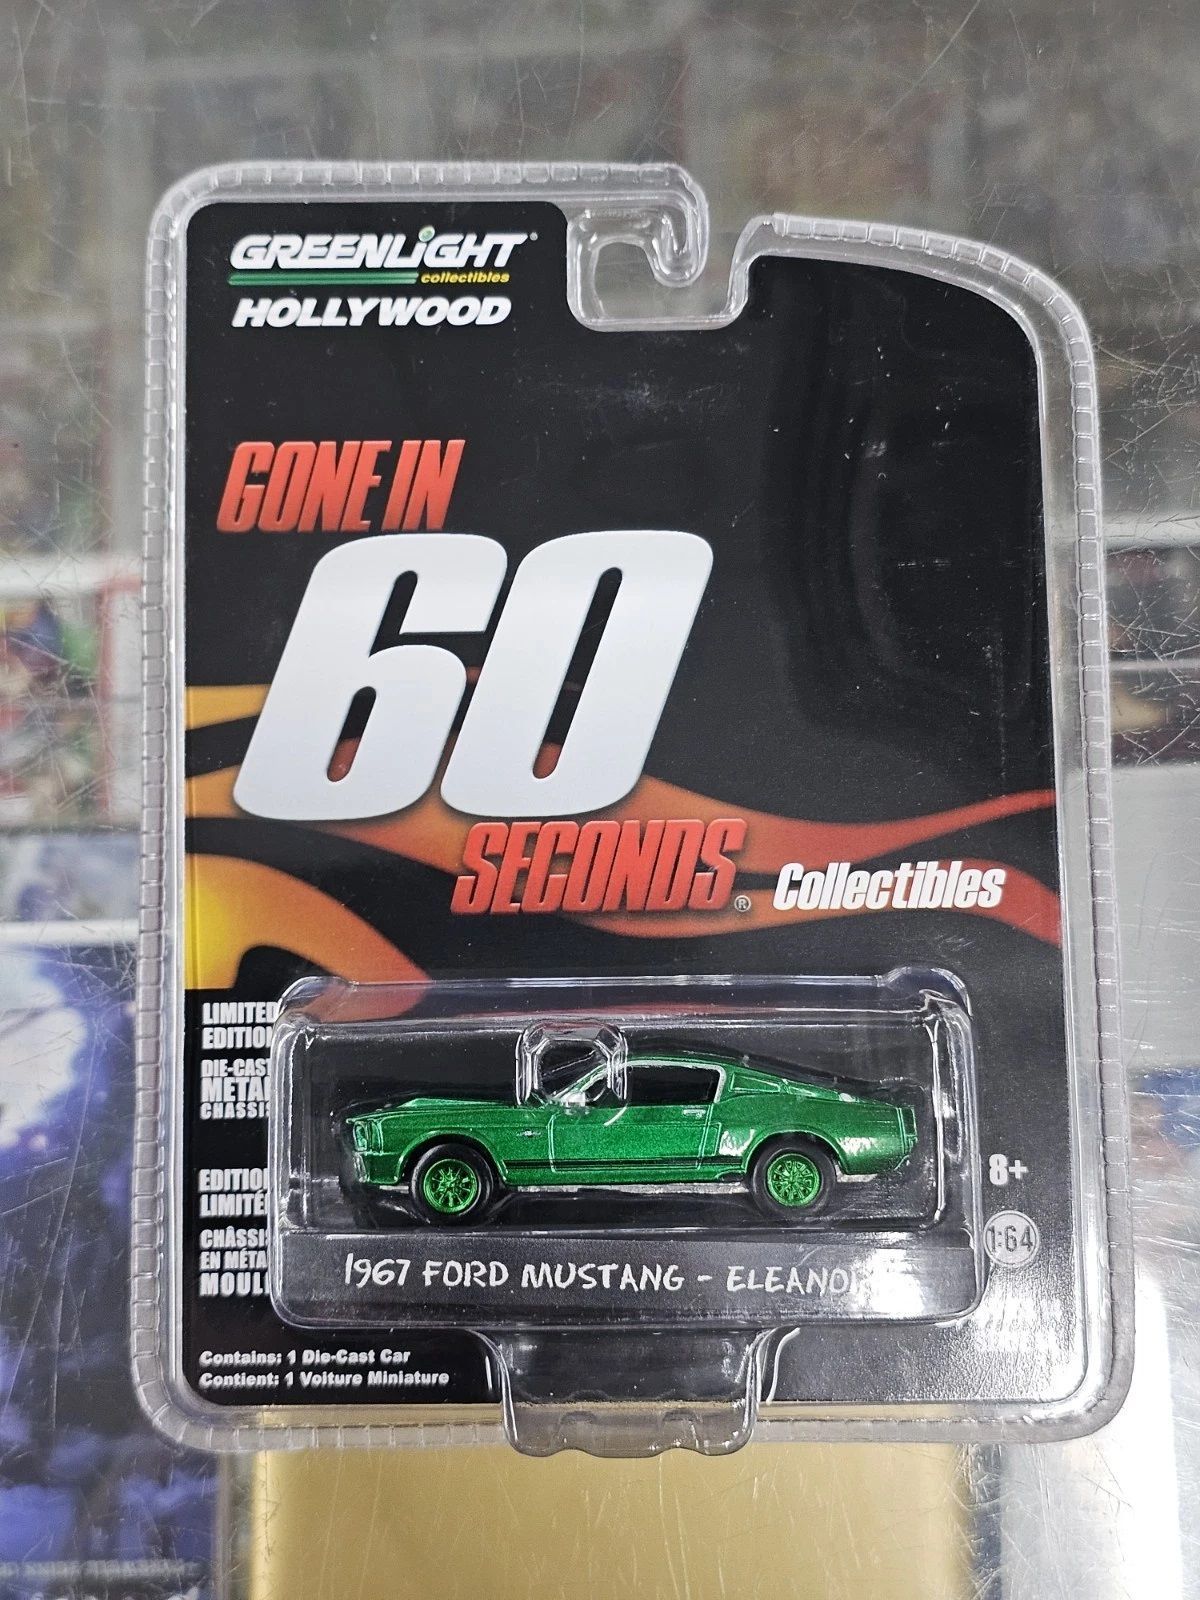 GREENLiGHT®
collectibles
HOLLYWOOD
GONE IN
60
SECONDS® Collectibles
LIMITED
EDITION
DIE-CAST
METAL
CHASSIS
8+
EDITION
LIMITÉE
CHÂSSIS
EN MÉTAL
MOULÉ
1:64
1967 FORD MUSTANG - ELEANOR
Contains: 1 Die-Cast Car
Contient: 1 Voiture Miniature